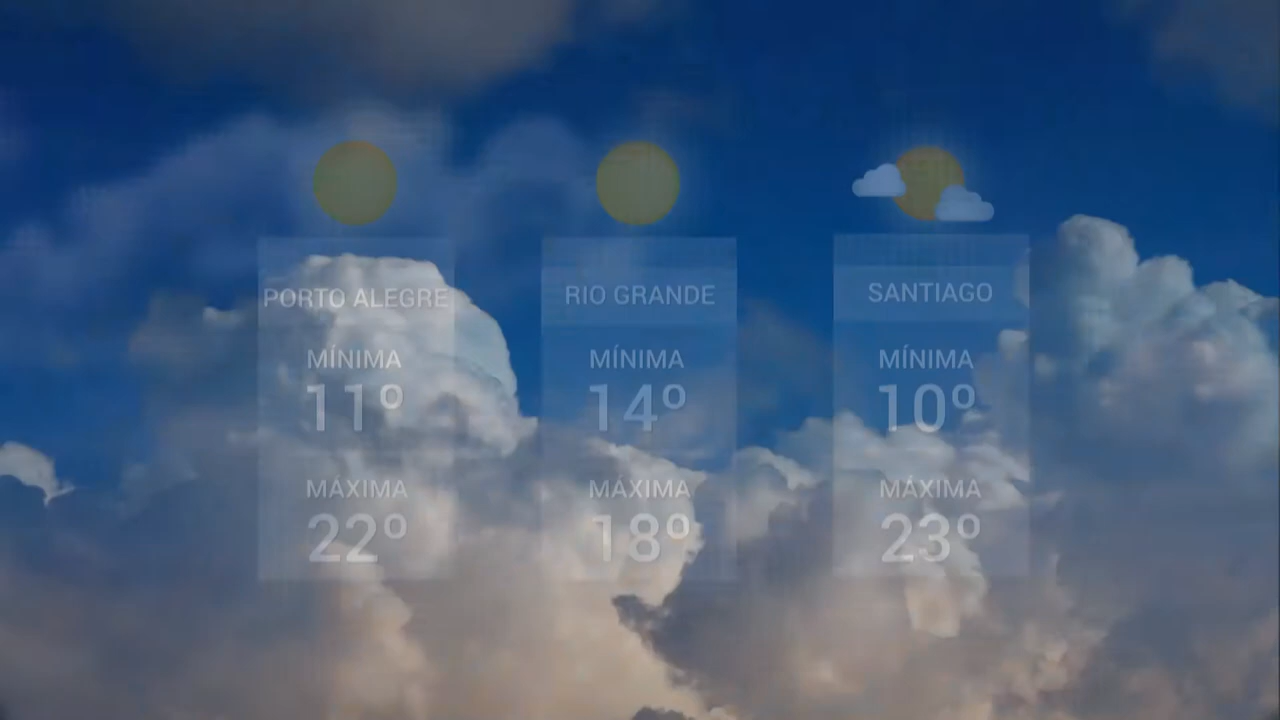 PORTO ALEGRE
MÍNIMA
11º
MÁXIMA
22º
RIO GRANDE
MÍNIMA
14º
MÁXIMA
18º
SANTIAGO
MÍNIMA
10º
MÁXIMA
23º